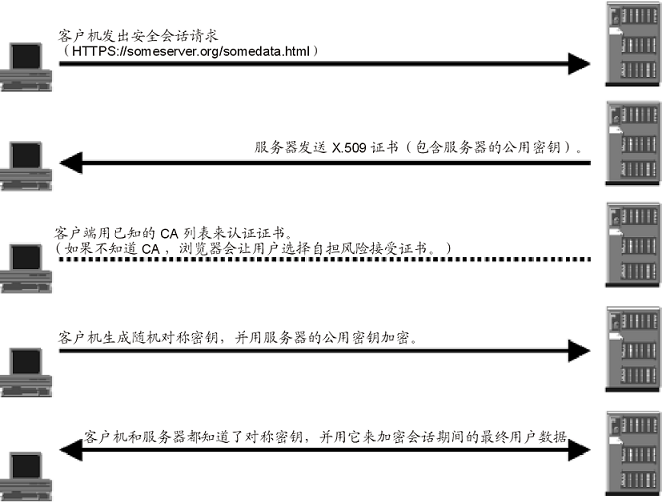 客户机发出安全会话请求
（HTTPS://someserver.org/somedata.html）
服务器发送 X.509 证书（包含服务器的公用密钥）。
客户端用已知的 CA 列表来认证证书。
（如果不知道 CA ，浏览器会让用户选择自担风险接受证书。）
客户机生成随机对称密钥，并用服务器的公用密钥加密。
客户机和服务器都知道了对称密钥，并用它来加密会话期间的最终用户数据